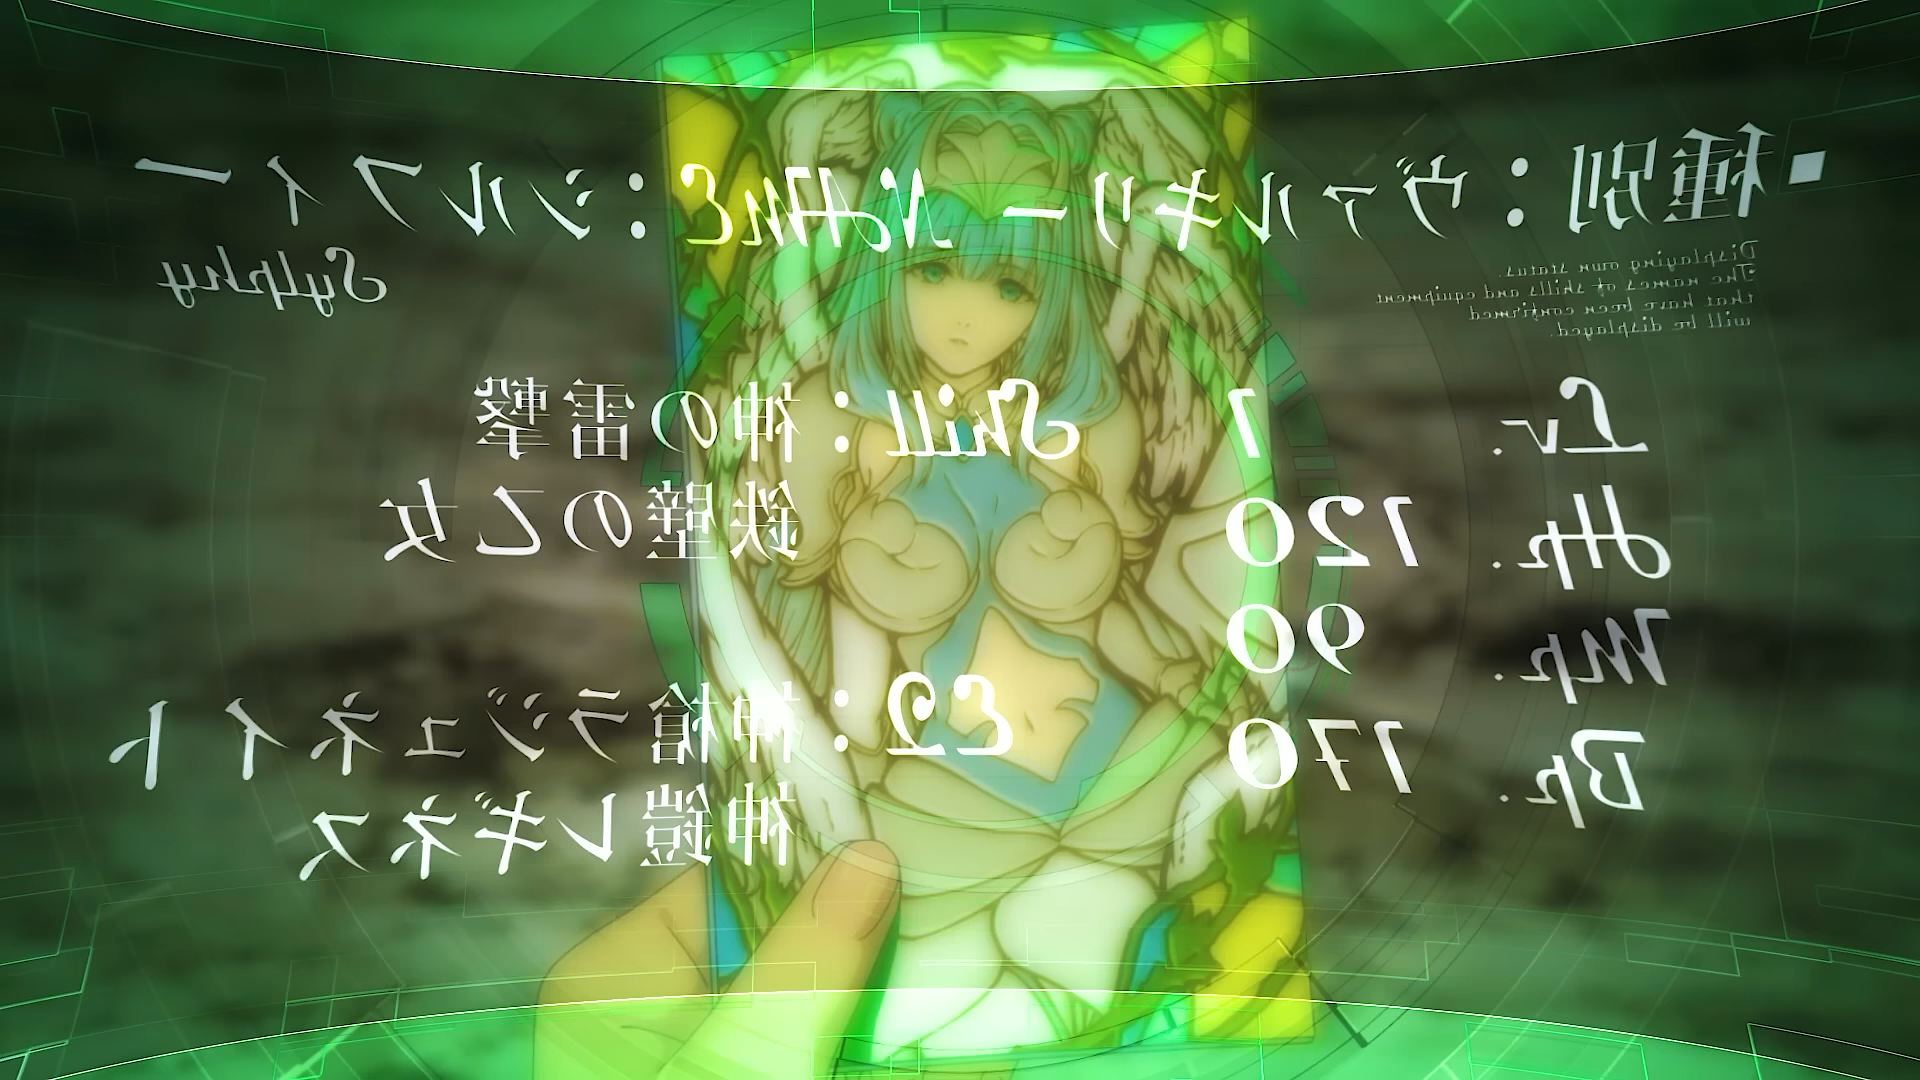 ■種別：ヴァルキリー NAME：シルフィー
Sylphy
Displaying own status.
The names of skills and equipment
that have been confirmed
will be displayed.
Lv. 1 Skill：神の雷撃
Hp. 120 鉄壁の乙女
Mp. 90
Bp. 170 EQ：神槍ラジュネイト
神鎧レギネス